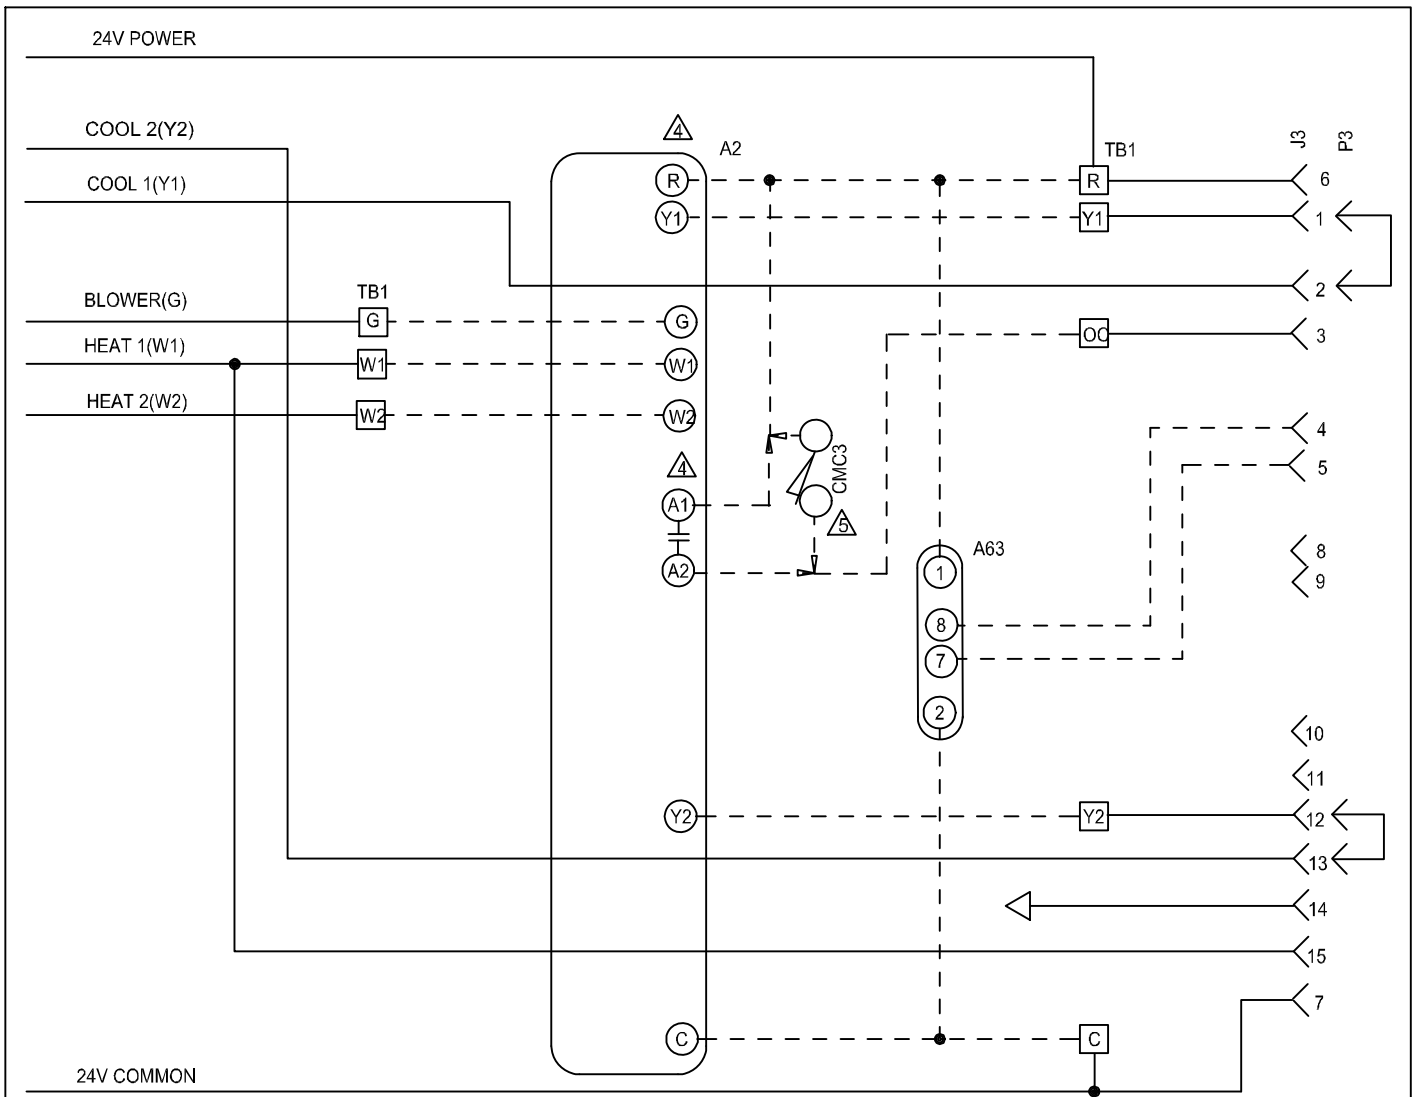 24V POWER
COOL 2(Y2)
COOL 1(Y1)
BLOWER(G)
HEAT 1(W1)
HEAT 2(W2)
24V COMMON
TB1
G
W1
W2
4
A2
R
Y1
G
W1
W2
4
A1
A2
Y2
C
CMC3
5
A63
1
8
7
2
TB1
R
Y1
OC
Y2
C
J3
P3
6
1
2
3
4
5
8
9
10
11
12
13
14
15
7